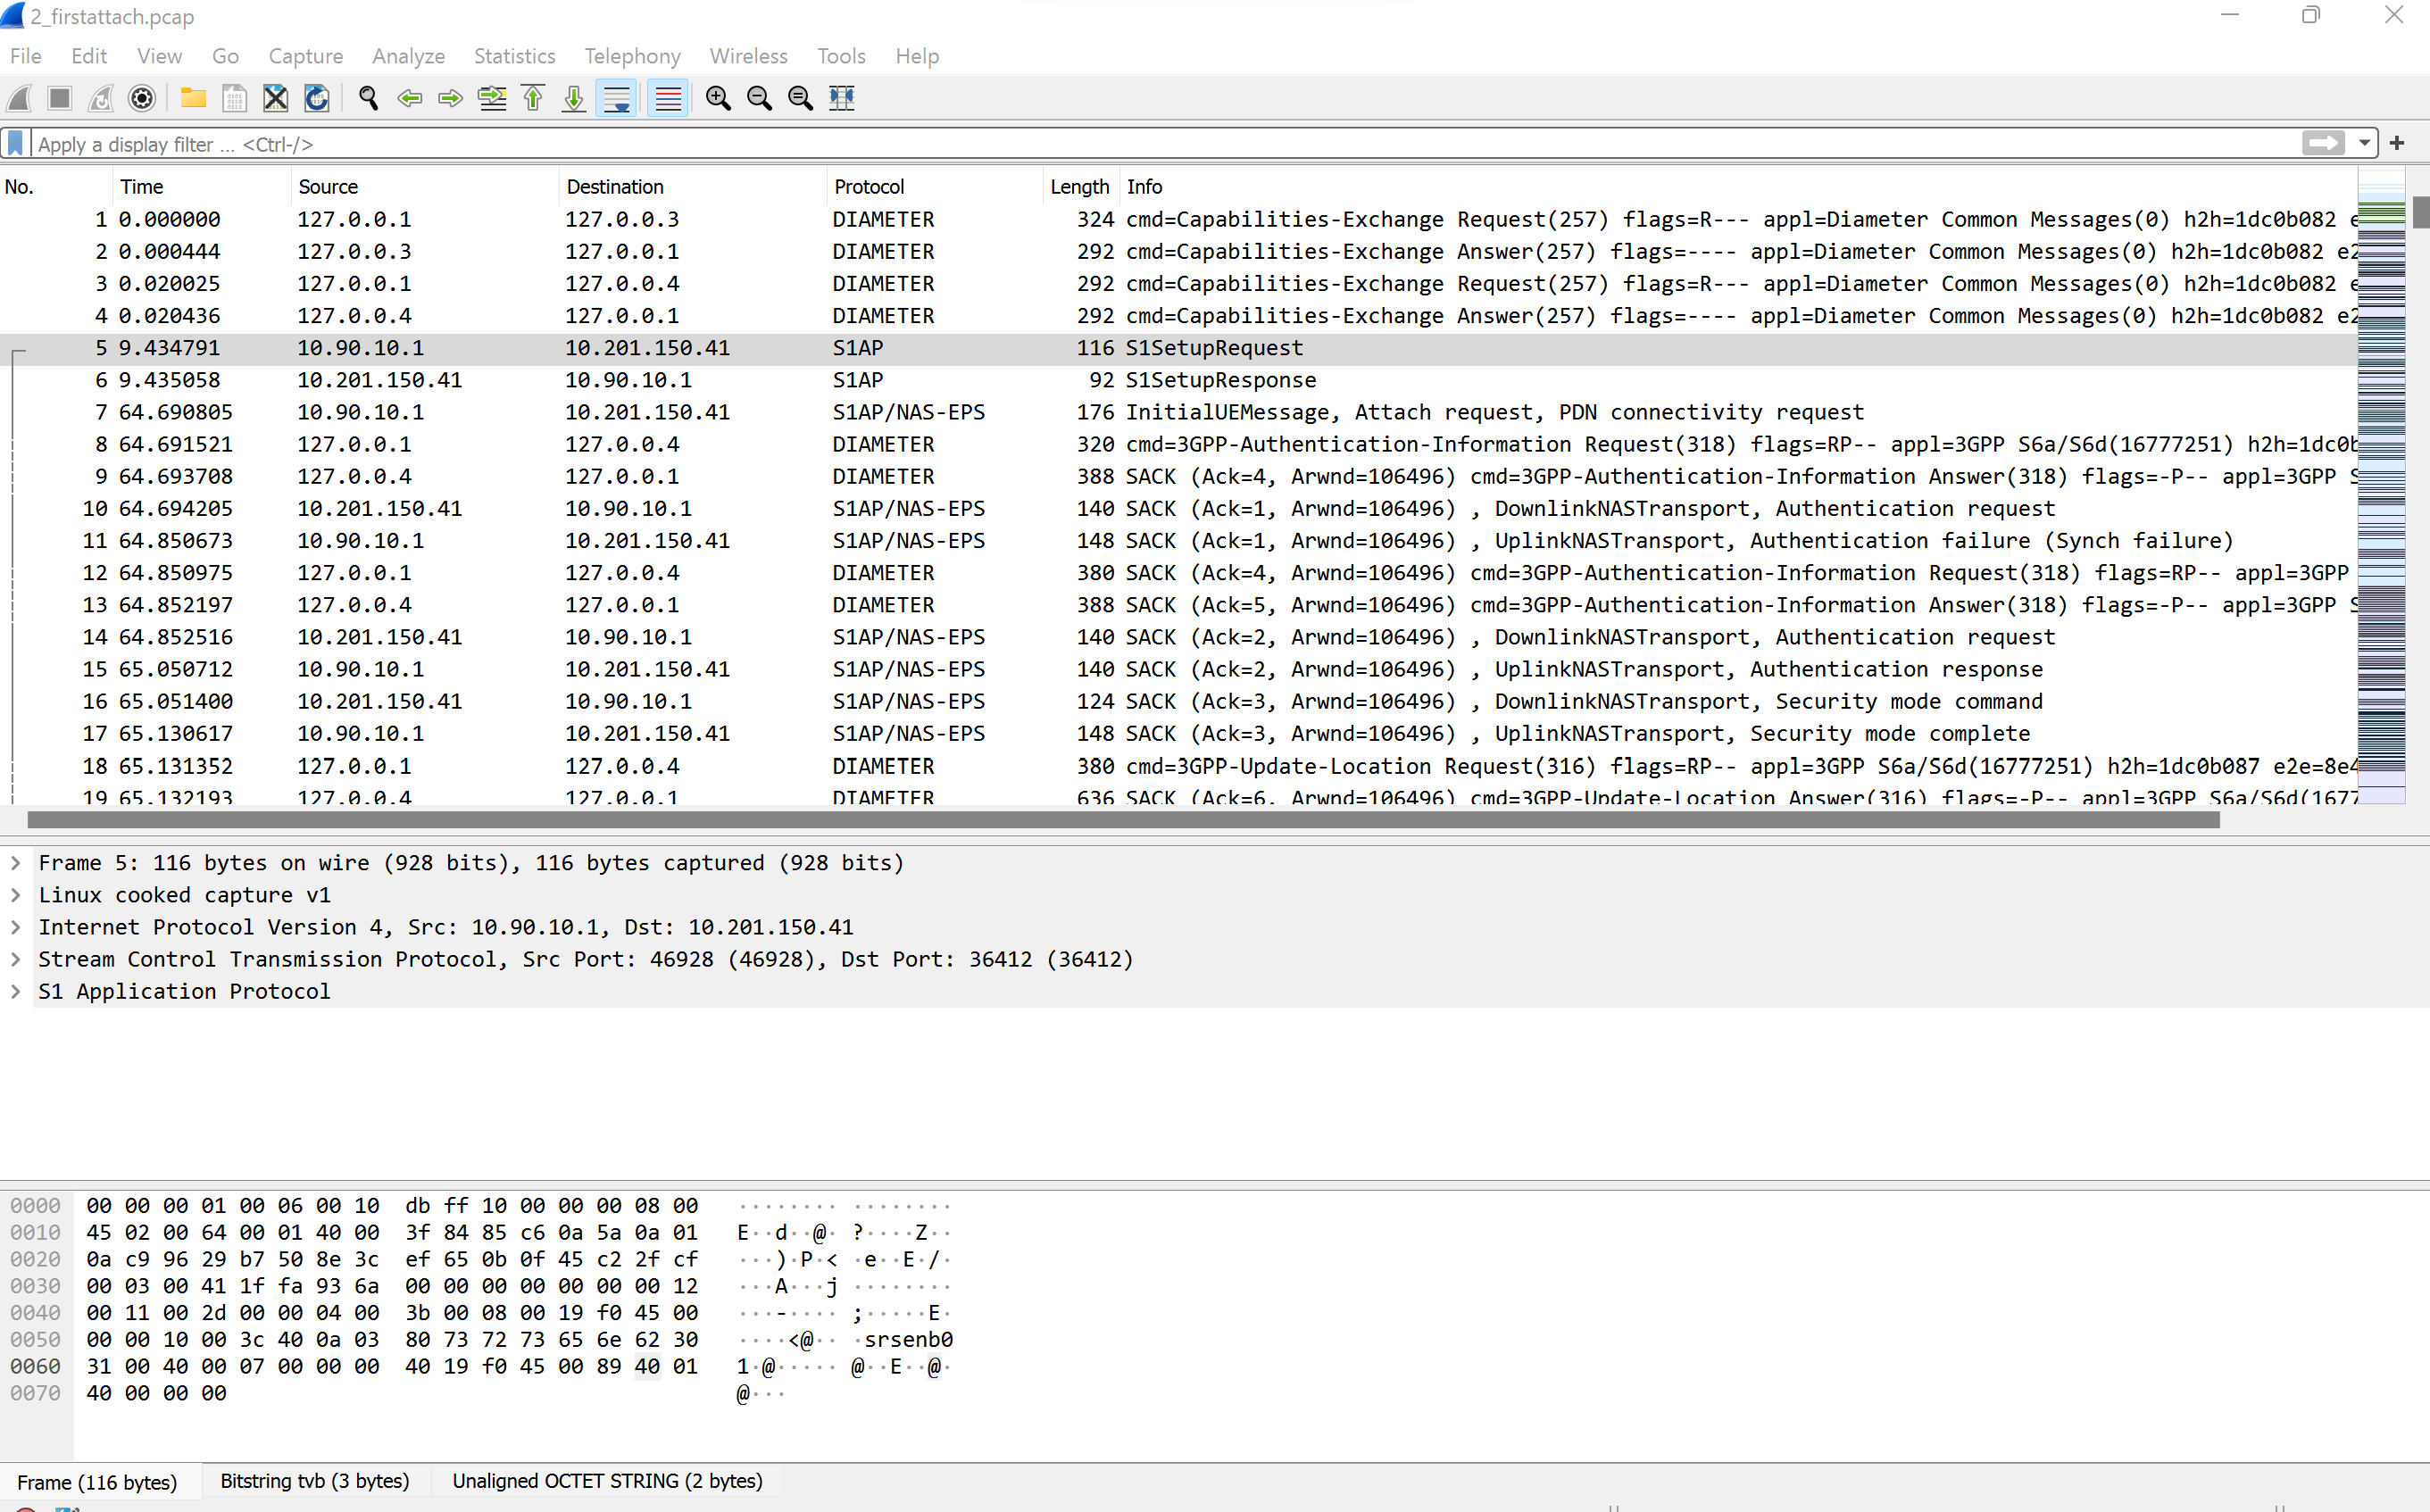 2_firstattach.pcap
File Edit View Go Capture Analyze Statistics Telephony Wireless Tools Help
Apply a display filter ... <Ctrl-/>
No. Time Source Destination Protocol Length Info
1 0.000000 127.0.0.1 127.0.0.3 DIAMETER 324 cmd=Capabilities-Exchange Request(257) flags=R--- appl=Diameter Common Messages(0) h2h=1dc0b082
2 0.000444 127.0.0.3 127.0.0.1 DIAMETER 292 cmd=Capabilities-Exchange Answer(257) flags=---- appl=Diameter Common Messages(0) h2h=1dc0b082 e2
3 0.020025 127.0.0.1 127.0.0.4 DIAMETER 292 cmd=Capabilities-Exchange Request(257) flags=R--- appl=Diameter Common Messages(0) h2h=1dc0b082
4 0.020436 127.0.0.4 127.0.0.1 DIAMETER 292 cmd=Capabilities-Exchange Answer(257) flags=---- appl=Diameter Common Messages(0) h2h=1dc0b082 e2
5 9.434791 10.90.10.1 10.201.150.41 S1AP 116 S1SetupRequest
6 9.435058 10.201.150.41 10.90.10.1 S1AP 92 S1SetupResponse
7 64.690805 10.90.10.1 10.201.150.41 S1AP/NAS-EPS 176 InitialUEMessage, Attach request, PDN connectivity request
8 64.691521 127.0.0.1 127.0.0.4 DIAMETER 320 cmd=3GPP-Authentication-Information Request(318) flags=RP-- appl=3GPP S6a/S6d(16777251) h2h=1dc0b
9 64.693708 127.0.0.4 127.0.0.1 DIAMETER 388 SACK (Ack=4, Arwnd=106496) cmd=3GPP-Authentication-Information Answer(318) flags=-P-- appl=3GPP S
10 64.694205 10.201.150.41 10.90.10.1 S1AP/NAS-EPS 140 SACK (Ack=1, Arwnd=106496) , DownlinkNASTransport, Authentication request
11 64.850673 10.90.10.1 10.201.150.41 S1AP/NAS-EPS 148 SACK (Ack=1, Arwnd=106496) , UplinkNASTransport, Authentication failure (Synch failure)
12 64.850975 127.0.0.1 127.0.0.4 DIAMETER 380 SACK (Ack=4, Arwnd=106496) cmd=3GPP-Authentication-Information Request(318) flags=RP-- appl=3GPP
13 64.852197 127.0.0.4 127.0.0.1 DIAMETER 388 SACK (Ack=5, Arwnd=106496) cmd=3GPP-Authentication-Information Answer(318) flags=-P-- appl=3GPP S
14 64.852516 10.201.150.41 10.90.10.1 S1AP/NAS-EPS 140 SACK (Ack=2, Arwnd=106496) , DownlinkNASTransport, Authentication request
15 65.050712 10.90.10.1 10.201.150.41 S1AP/NAS-EPS 140 SACK (Ack=2, Arwnd=106496) , UplinkNASTransport, Authentication response
16 65.051400 10.201.150.41 10.90.10.1 S1AP/NAS-EPS 124 SACK (Ack=3, Arwnd=106496) , DownlinkNASTransport, Security mode command
17 65.130617 10.90.10.1 10.201.150.41 S1AP/NAS-EPS 148 SACK (Ack=3, Arwnd=106496) , UplinkNASTransport, Security mode complete
18 65.131352 127.0.0.1 127.0.0.4 DIAMETER 380 cmd=3GPP-Update-Location Request(316) flags=RP-- appl=3GPP S6a/S6d(16777251) h2h=1dc0b087 e2e=8e4
19 65.132193 127.0.0.4 127.0.0.1 DIAMETER 636 SACK (Ack=6, Arwnd=106496) cmd=3GPP-Update-Location Answer(316) flags=-P-- appl=3GPP S6a/S6d(1677
Frame 5: 116 bytes on wire (928 bits), 116 bytes captured (928 bits)
Linux cooked capture v1
Internet Protocol Version 4, Src: 10.90.10.1, Dst: 10.201.150.41
Stream Control Transmission Protocol, Src Port: 46928 (46928), Dst Port: 36412 (36412)
S1 Application Protocol
0000 00 00 00 01 00 06 00 10 db ff 10 00 00 00 08 00 ········ ········
0010 45 02 00 64 00 01 40 00 3f 84 85 c6 0a 5a 0a 01 E··d··@· ?····Z··
0020 0a c9 96 29 b7 50 8e 3c ef 65 0b 0f 45 c2 2f cf ···)·P·< ·e··E·/·
0030 00 03 00 41 1f fa 93 6a 00 00 00 00 00 00 00 12 ···A···j ········
0040 00 11 00 2d 00 00 04 00 3b 00 08 00 19 f0 45 00 ···-···· ;·····E·
0050 00 00 10 00 3c 40 0a 03 80 73 72 73 65 6e 62 30 ····<@·· ·srsenb0
0060 31 00 40 00 07 00 00 00 40 19 f0 45 00 89 40 01 1·@····· @··E··@·
0070 40 00 00 00 @···
Frame (116 bytes) Bitstring tvb (3 bytes) Unaligned OCTET STRING (2 bytes)